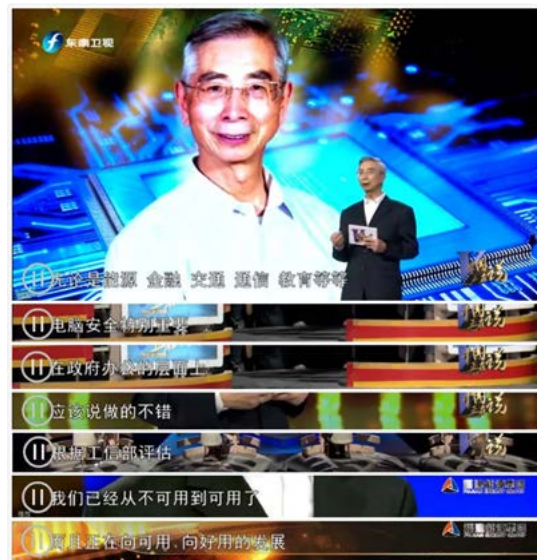 东南卫视
无论是能源 金融 交通 通信 教育等等
电脑安全特别重要
在政府办公的层面上
应该说做的不错
根据工信部评估
我们已经从不可用到可用了
而且正在向可用 向好用的发展